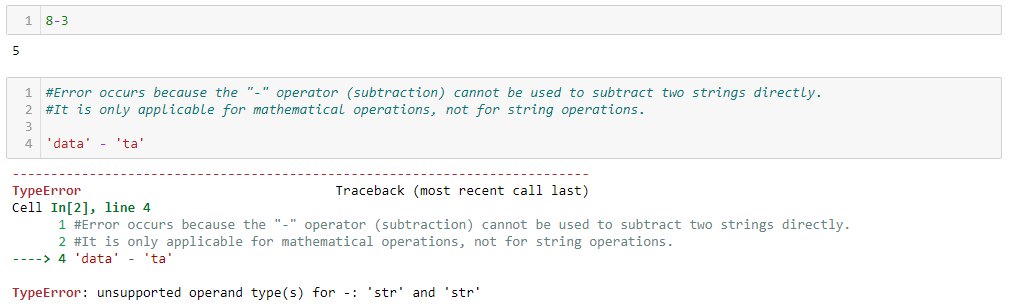 1 8-3
5
1 #Error occurs because the "-" operator (subtraction) cannot be used to subtract two strings directly.
2 #It is only applicable for mathematical operations, not for string operations.
3
4 'data' - 'ta'
---------------------------------------------------------------------------
TypeError                                 Traceback (most recent call last)
Cell In[2], line 4
      1 #Error occurs because the "-" operator (subtraction) cannot be used to subtract two strings directly.
      2 #It is only applicable for mathematical operations, not for string operations.
----> 4 'data' - 'ta'
TypeError: unsupported operand type(s) for -: 'str' and 'str'